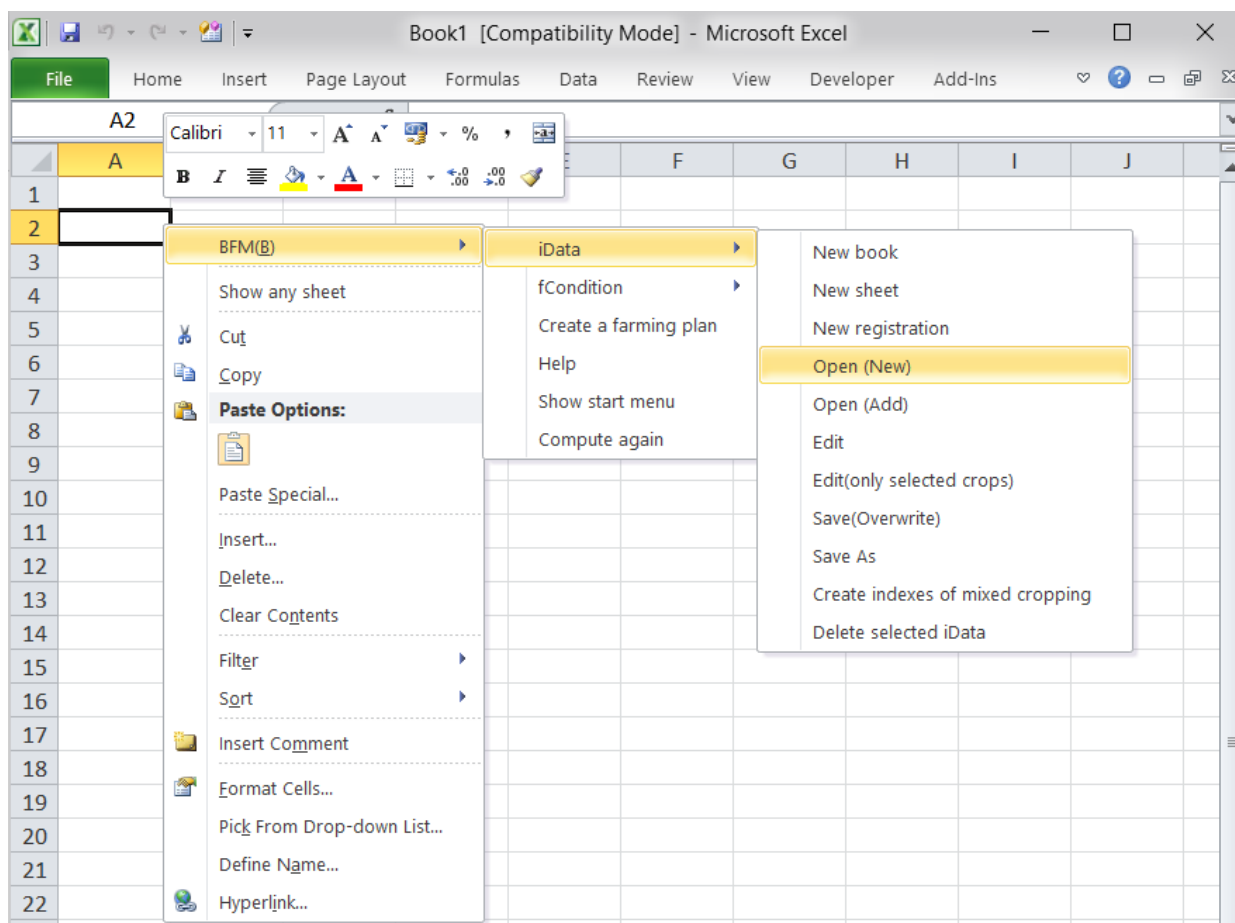 Book1 [Compatibility Mode] - Microsoft Excel
File Home Insert Page Layout Formulas Data Review View Developer Add-Ins
A2
Calibri 11 A A % ,
B I A .00 .0
A E F G H I J
1
2
3
4
5
6
7
8
9
10
11
12
13
14
15
16
17
18
19
20
21
22
BFM(B)
Show any sheet
Cut
Copy
Paste Options:
Paste Special...
Insert...
Delete...
Clear Contents
Filter
Sort
Insert Comment
Format Cells...
Pick From Drop-down List...
Define Name...
Hyperlink...
iData
fCondition
Create a farming plan
Help
Show start menu
Compute again
New book
New sheet
New registration
Open (New)
Open (Add)
Edit
Edit(only selected crops)
Save(Overwrite)
Save As
Create indexes of mixed cropping
Delete selected iData